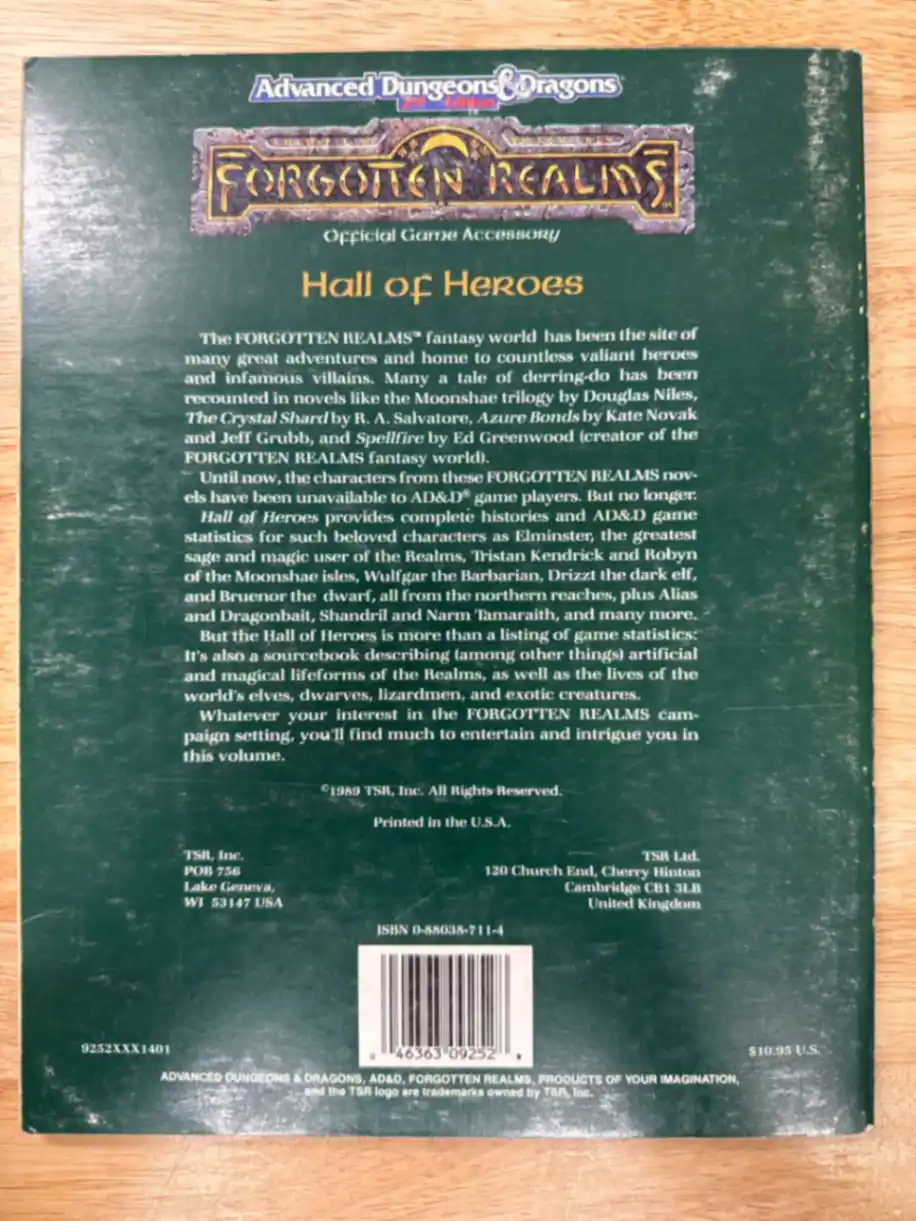 Advanced Dungeons & Dragons
2nd Edition
FORGOTTEN REALMS
Official Game Accessory
Hall of Heroes
The FORGOTTEN REALMS™ fantasy world has been the site of
many great adventures and home to countless valiant heroes
and infamous villains. Many a tale of derring-do has been
recounted in novels like the Moonshae trilogy by Douglas Niles,
The Crystal Shard by R. A. Salvatore, Azure Bonds by Kate Novak
and Jeff Grubb, and Spellfire by Ed Greenwood (creator of the
FORGOTTEN REALMS fantasy world).
Until now, the characters from these FORGOTTEN REALMS nov-
els have been unavailable to AD&D® game players. But no longer.
Hall of Heroes provides complete histories and AD&D game
statistics for such beloved characters as Elminster, the greatest
sage and magic user of the Realms, Tristan Kendrick and Robyn
of the Moonshae isles, Wulfgar the Barbarian, Drizzt the dark elf,
and Bruenor the dwarf, all from the northern reaches, plus Alias
and Dragonbait, Shandril and Narm Tamaraith, and many more.
But the Hall of Heroes is more than a listing of game statistics:
It's also a sourcebook describing (among other things) artificial
and magical lifeforms of the Realms, as well as the lives of the
world's elves, dwarves, lizardmen, and exotic creatures.
Whatever your interest in the FORGOTTEN REALMS cam-
paign setting, you'll find much to entertain and intrigue you in
this volume.
©1989 TSR, Inc. All Rights Reserved.
Printed in the U.S.A.
TSR, Inc.
POB 756
Lake Geneva,
WI 53147 USA
TSR Ltd.
120 Church End, Cherry Hinton
Cambridge CB1 3LB
United Kingdom
ISBN 0-88038-711-4
46363 09252
9252XXX1401
$10.95 U.S.
ADVANCED DUNGEONS & DRAGONS, AD&D, FORGOTTEN REALMS, PRODUCTS OF YOUR IMAGINATION,
and the TSR logo are trademarks owned by TSR, Inc.